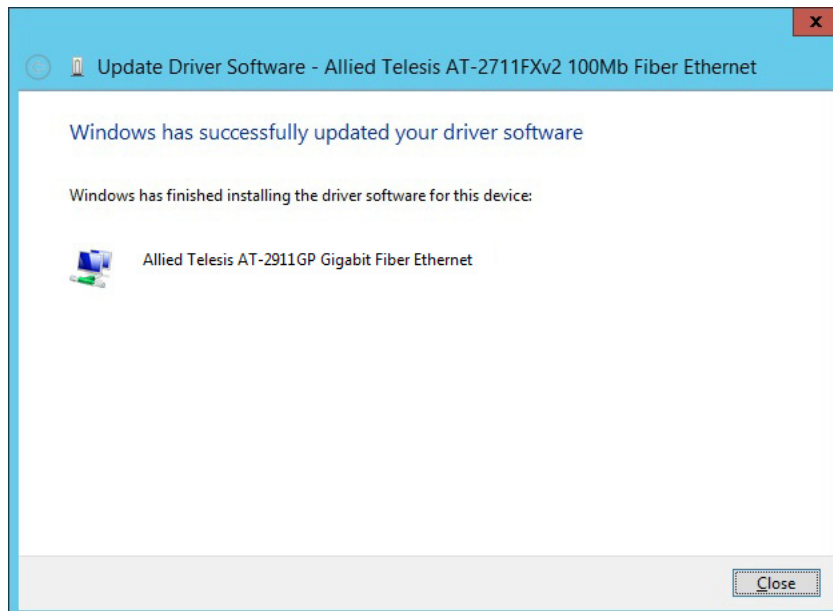 x
Update Driver Software - Allied Telesis AT-2711FXv2 100Mb Fiber Ethernet
Windows has successfully updated your driver software
Windows has finished installing the driver software for this device:
Allied Telesis AT-2911GP Gigabit Fiber Ethernet
Close